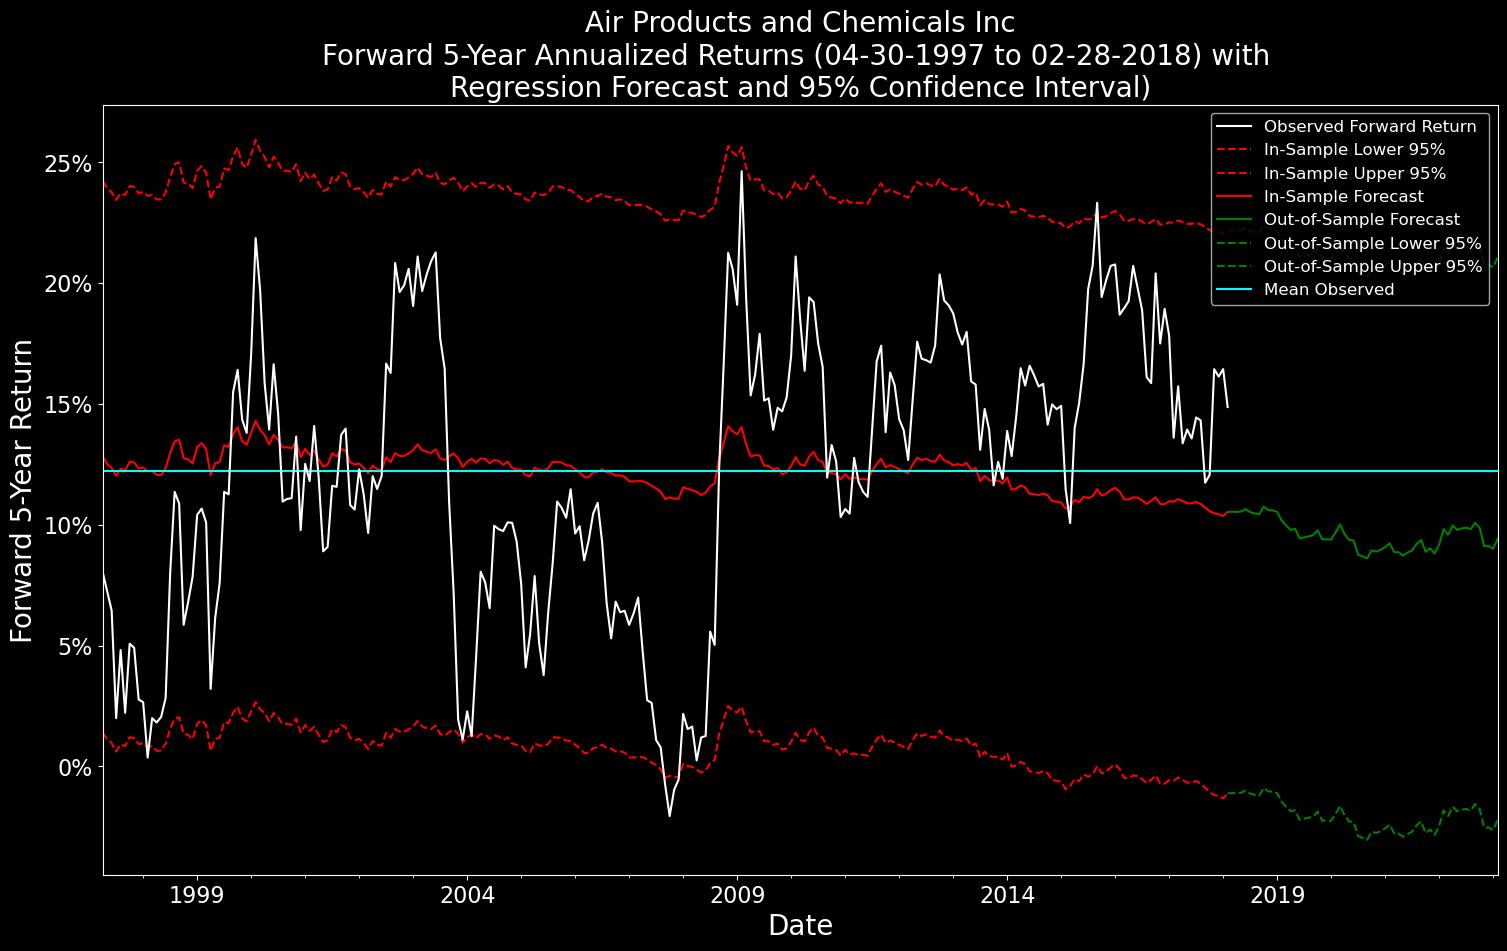 Air Products and Chemicals Inc
Forward 5-Year Annualized Returns (04-30-1997 to 02-28-2018) with
Regression Forecast and 95% Confidence Interval)
Observed Forward Return
In-Sample Lower 95%
In-Sample Upper 95%
In-Sample Forecast
Out-of-Sample Forecast
Out-of-Sample Lower 95%
Out-of-Sample Upper 95%
Mean Observed
Forward 5-Year Return
25%
20%
15%
10%
5%
0%
1999
2004
2009
2014
2019
Date